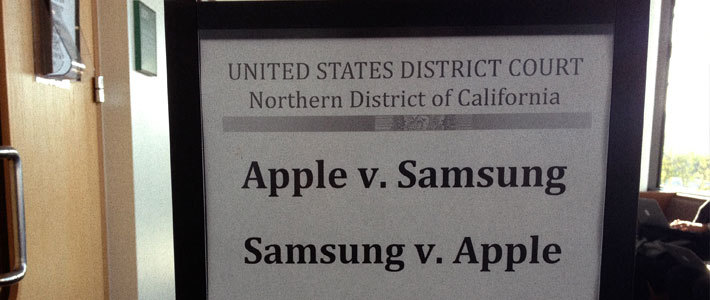 UNITED STATES DISTRICT COURT
Northern District of California
Apple v. Samsung
Samsung v. Apple